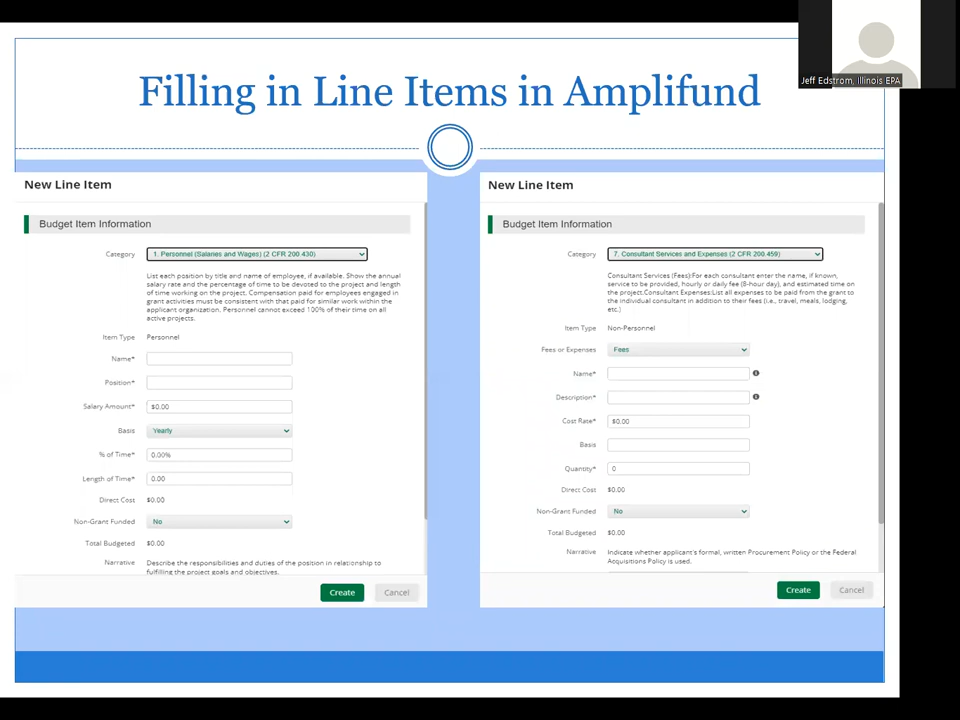 Jeff Edstrom, Illinois EPA
Filling in Line Items in Amplifund
New Line Item
Budget Item Information
Category
1. Personnel (Salaries and Wages) (2 CFR 200.430)
List each position by title and name of employee, if available. Show the annual
salary rate and the percentage of time to be devoted to the project and length
of time working on the project. Compensation paid for employees engaged in
grant activities must be consistent with that paid for similar work within the
applicant organization. Personnel cannot exceed 100% of their time on all
active projects.
Item Type Personnel
Name*
Position*
Salary Amount* $0.00
Basis Yearly
% of Time* 0.00%
Length of Time* 0.00
Direct Cost $0.00
Non-Grant Funded No
Total Budgeted $0.00
Narrative Describe the responsibilities and duties of the position in relationship to
fulfilling the project goals and objectives.
Create Cancel
New Line Item
Budget Item Information
Category
7. Consultant Services and Expenses (2 CFR 200.459)
Consultant Services (Fees):For each consultant enter the name, if known,
service to be provided, hourly or daily fee (8-hour day), and estimated time on
the project.Consultant Expenses:List all expenses to be paid from the grant to
the individual consultant in addition to their fees (i.e., travel, meals, lodging,
etc.)
Item Type Non-Personnel
Fees or Expenses Fees
Name*
Description*
Cost Rate* $0.00
Basis
Quantity* 0
Direct Cost $0.00
Non-Grant Funded No
Total Budgeted $0.00
Narrative Indicate whether applicant's formal, written Procurement Policy or the Federal
Acquisitions Policy is used.
Create Cancel